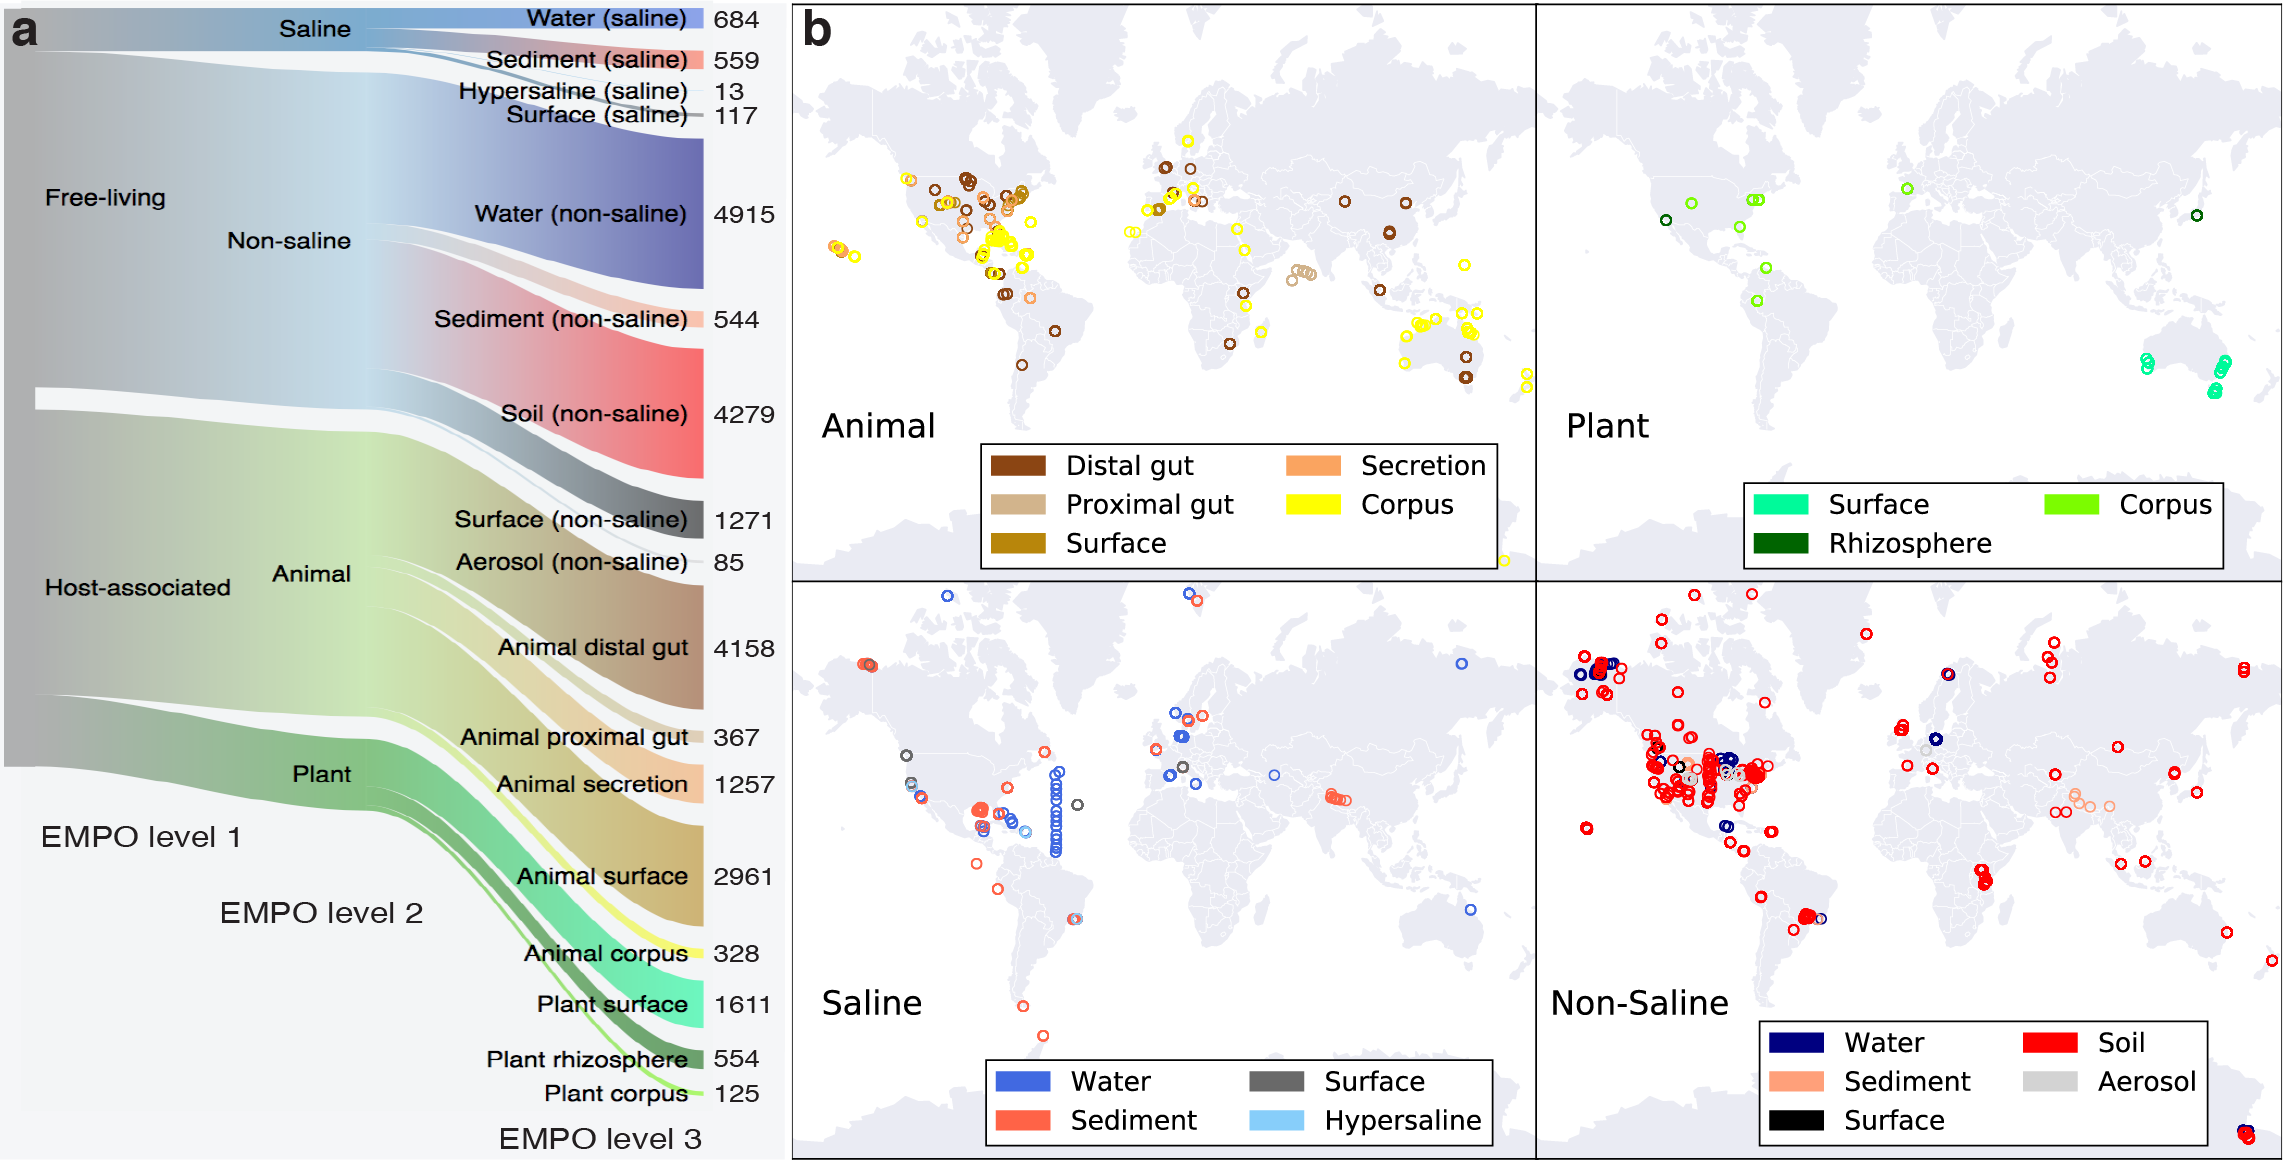 a
Saline
Water (saline) 684
Sediment (saline) 559
Hypersaline (saline) 13
Surface (saline) 117
Free-living
Non-saline
Water (non-saline) 4915
Sediment (non-saline) 544
Soil (non-saline) 4279
Surface (non-saline) 1271
Aerosol (non-saline) 85
Host-associated
Animal
Animal distal gut 4158
Animal proximal gut 367
Animal secretion 1257
Plant
Animal surface 2961
Animal corpus 328
Plant surface 1611
Plant rhizosphere 554
Plant corpus 125
EMPO level 1
EMPO level 2
EMPO level 3
b
Animal
Distal gut
Proximal gut
Surface
Secretion
Corpus
Plant
Surface
Rhizosphere
Corpus
Saline
Water
Sediment
Surface
Hypersaline
Non-Saline
Water
Sediment
Surface
Soil
Aerosol